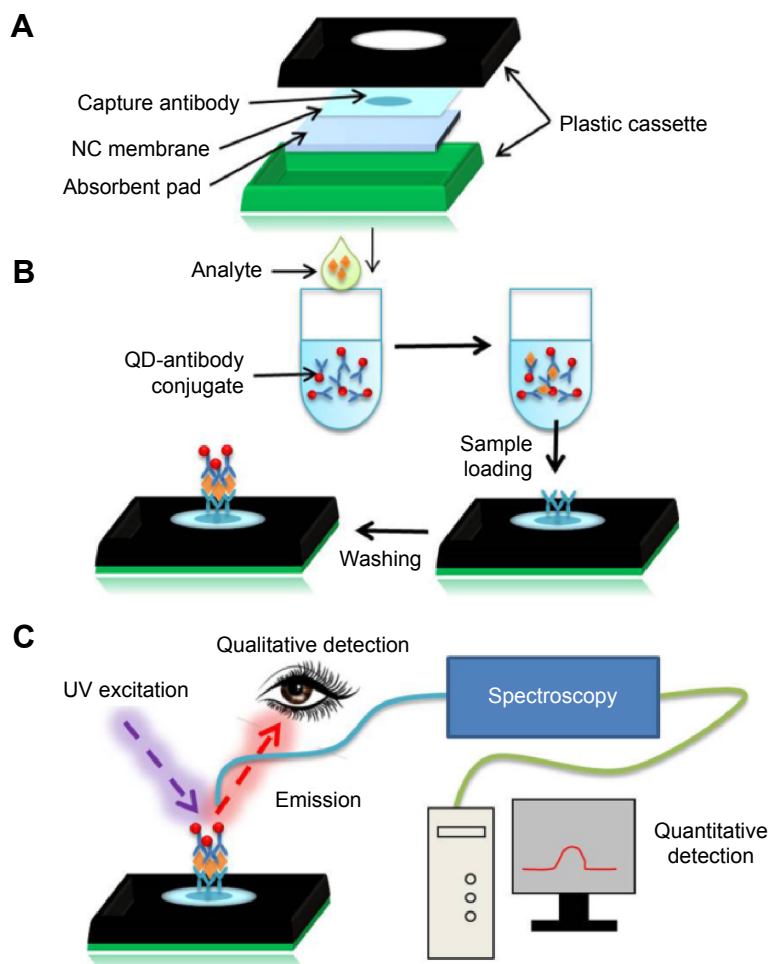 A
Capture antibody
NC membrane
Absorbent pad
Plastic cassette
B
Analyte
QD-antibody
conjugate
Sample
loading
Washing
C
Qualitative detection
UV excitation
Spectroscopy
Emission
Quantitative
detection